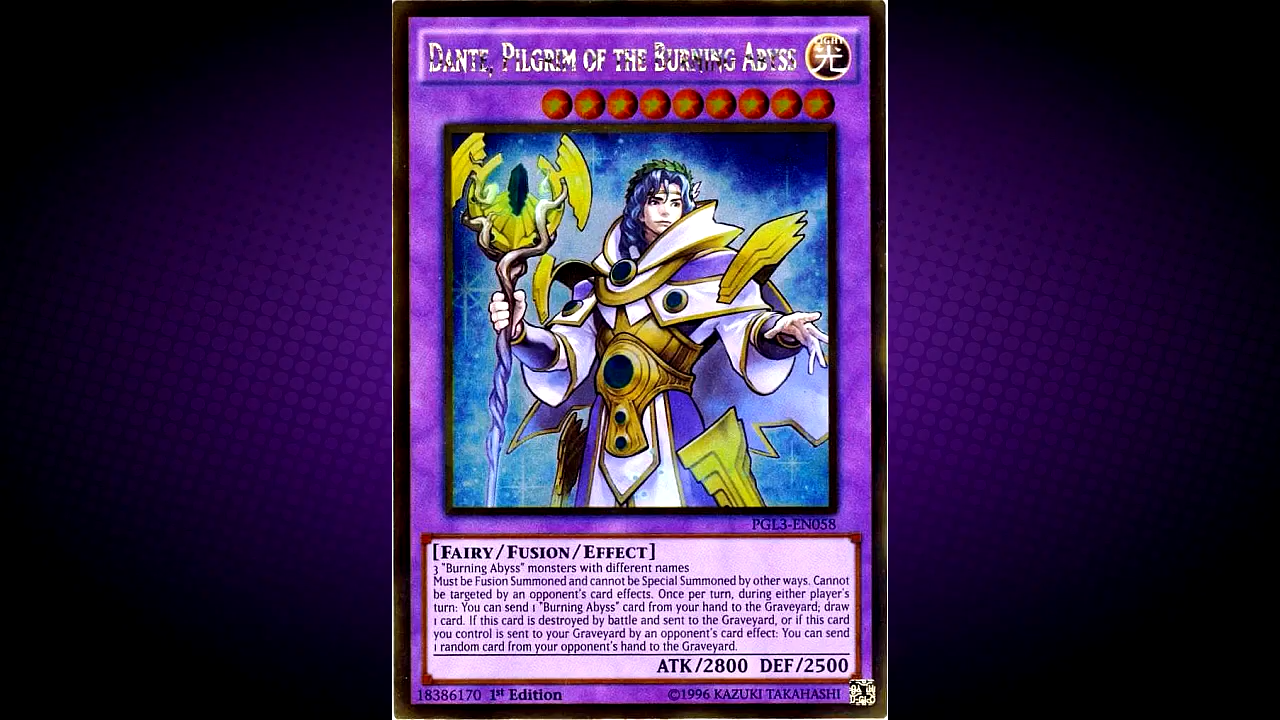 DANTE, PILGRIM OF THE BURNING ABYSS
LIGHT
光
PGL3-EN058
[FAIRY/FUSION/EFFECT]
3 "Burning Abyss" monsters with different names
Must be Fusion Summoned and cannot be Special Summoned by other ways. Cannot
be targeted by an opponent's card effects. Once per turn, during either player's
turn: You can send 1 "Burning Abyss" card from your hand to the Graveyard; draw
1 card. If this card is destroyed by battle and sent to the Graveyard, or if this card
you control is sent to your Graveyard by an opponent's card effect: You can send
1 random card from your opponent's hand to the Graveyard.
ATK/2800 DEF/2500
18386170 1st Edition ©1996 KAZUKI TAKAHASHI